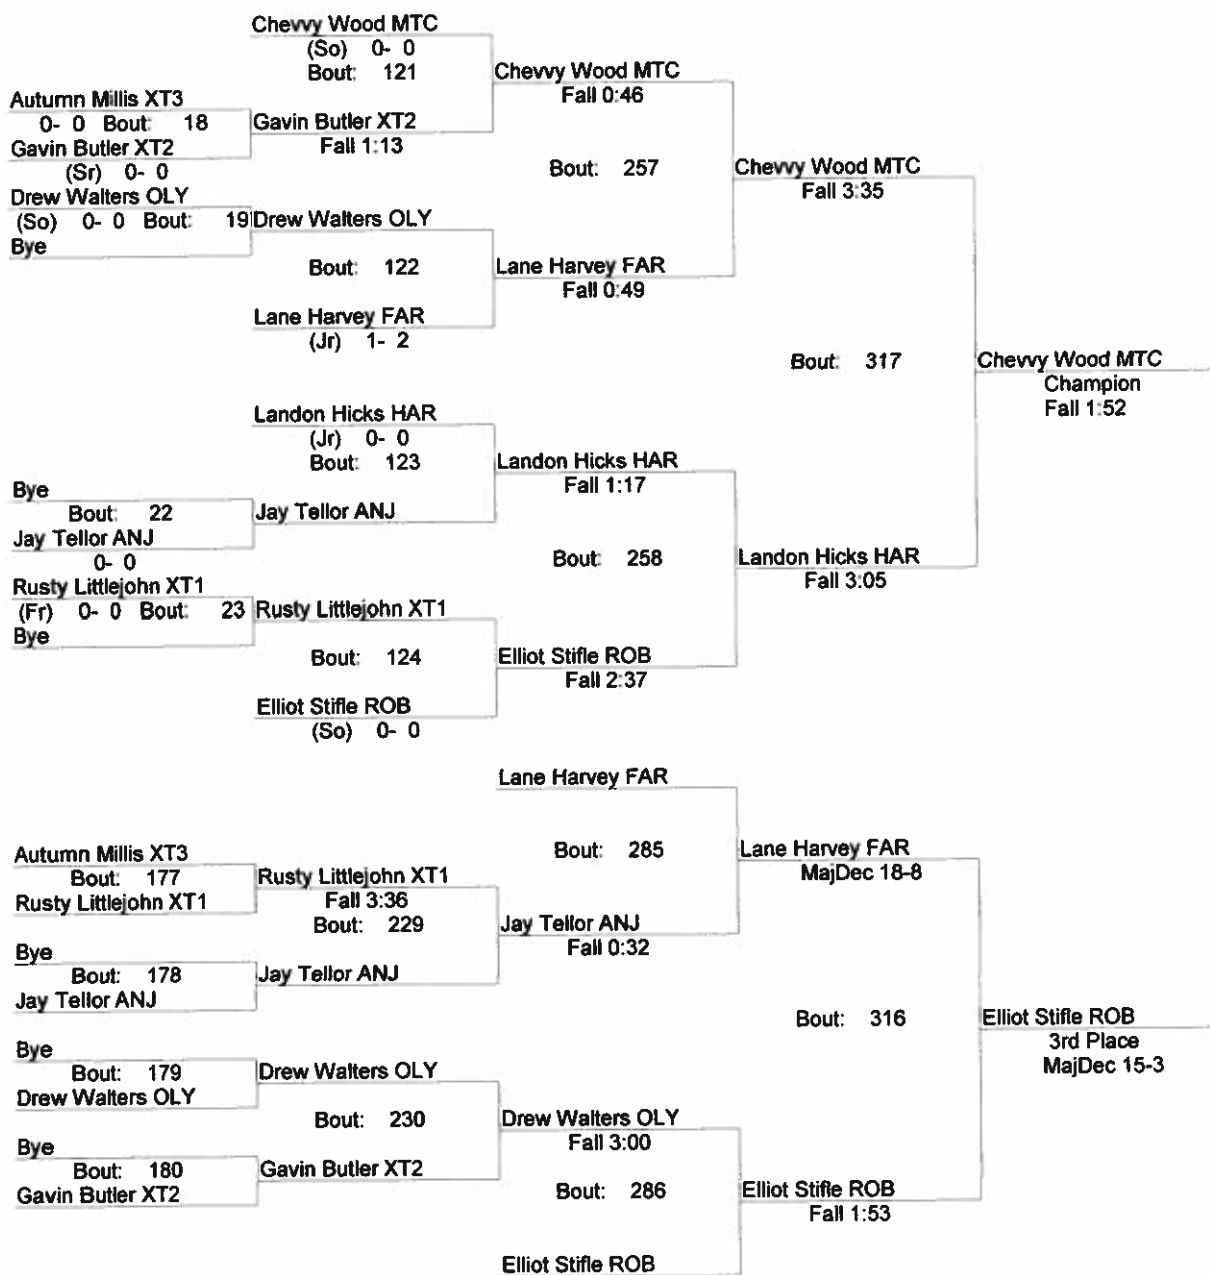 Chevvy Wood MTC
(So) 0- 0
Bout: 121
Chevvy Wood MTC
Fall 0:46
Autumn Millis XT3
0- 0 Bout: 18
Gavin Butler XT2
Fall 1:13
Gavin Butler XT2
(Sr) 0- 0
Bout: 257
Chevvy Wood MTC
Fall 3:35
Drew Walters OLY
(So) 0- 0 Bout: 19
Drew Walters OLY
Bye
Bout: 122
Lane Harvey FAR
Fall 0:49
Lane Harvey FAR
(Jr) 1- 2
Bout: 317
Chevvy Wood MTC
Champion
Fall 1:52
Landon Hicks HAR
(Jr) 0- 0
Bout: 123
Landon Hicks HAR
Fall 1:17
Bye
Bout: 22
Jay Tellor ANJ
Jay Tellor ANJ
0- 0
Bout: 258
Landon Hicks HAR
Fall 3:05
Rusty Littlejohn XT1
(Fr) 0- 0 Bout: 23
Rusty Littlejohn XT1
Bye
Bout: 124
Elliot Stifle ROB
Fall 2:37
Elliot Stifle ROB
(So) 0- 0
Lane Harvey FAR
Bout: 285
Lane Harvey FAR
MajDec 18-8
Autumn Millis XT3
Bout: 177
Rusty Littlejohn XT1
Rusty Littlejohn XT1
Fall 3:36
Bout: 229
Jay Tellor ANJ
Fall 0:32
Bye
Bout: 178
Jay Tellor ANJ
Jay Tellor ANJ
Bout: 316
Elliot Stifle ROB
3rd Place
MajDec 15-3
Bye
Bout: 179
Drew Walters OLY
Drew Walters OLY
Bout: 230
Drew Walters OLY
Fall 3:00
Bye
Bout: 180
Gavin Butler XT2
Gavin Butler XT2
Bout: 286
Elliot Stifle ROB
Fall 1:53
Elliot Stifle ROB